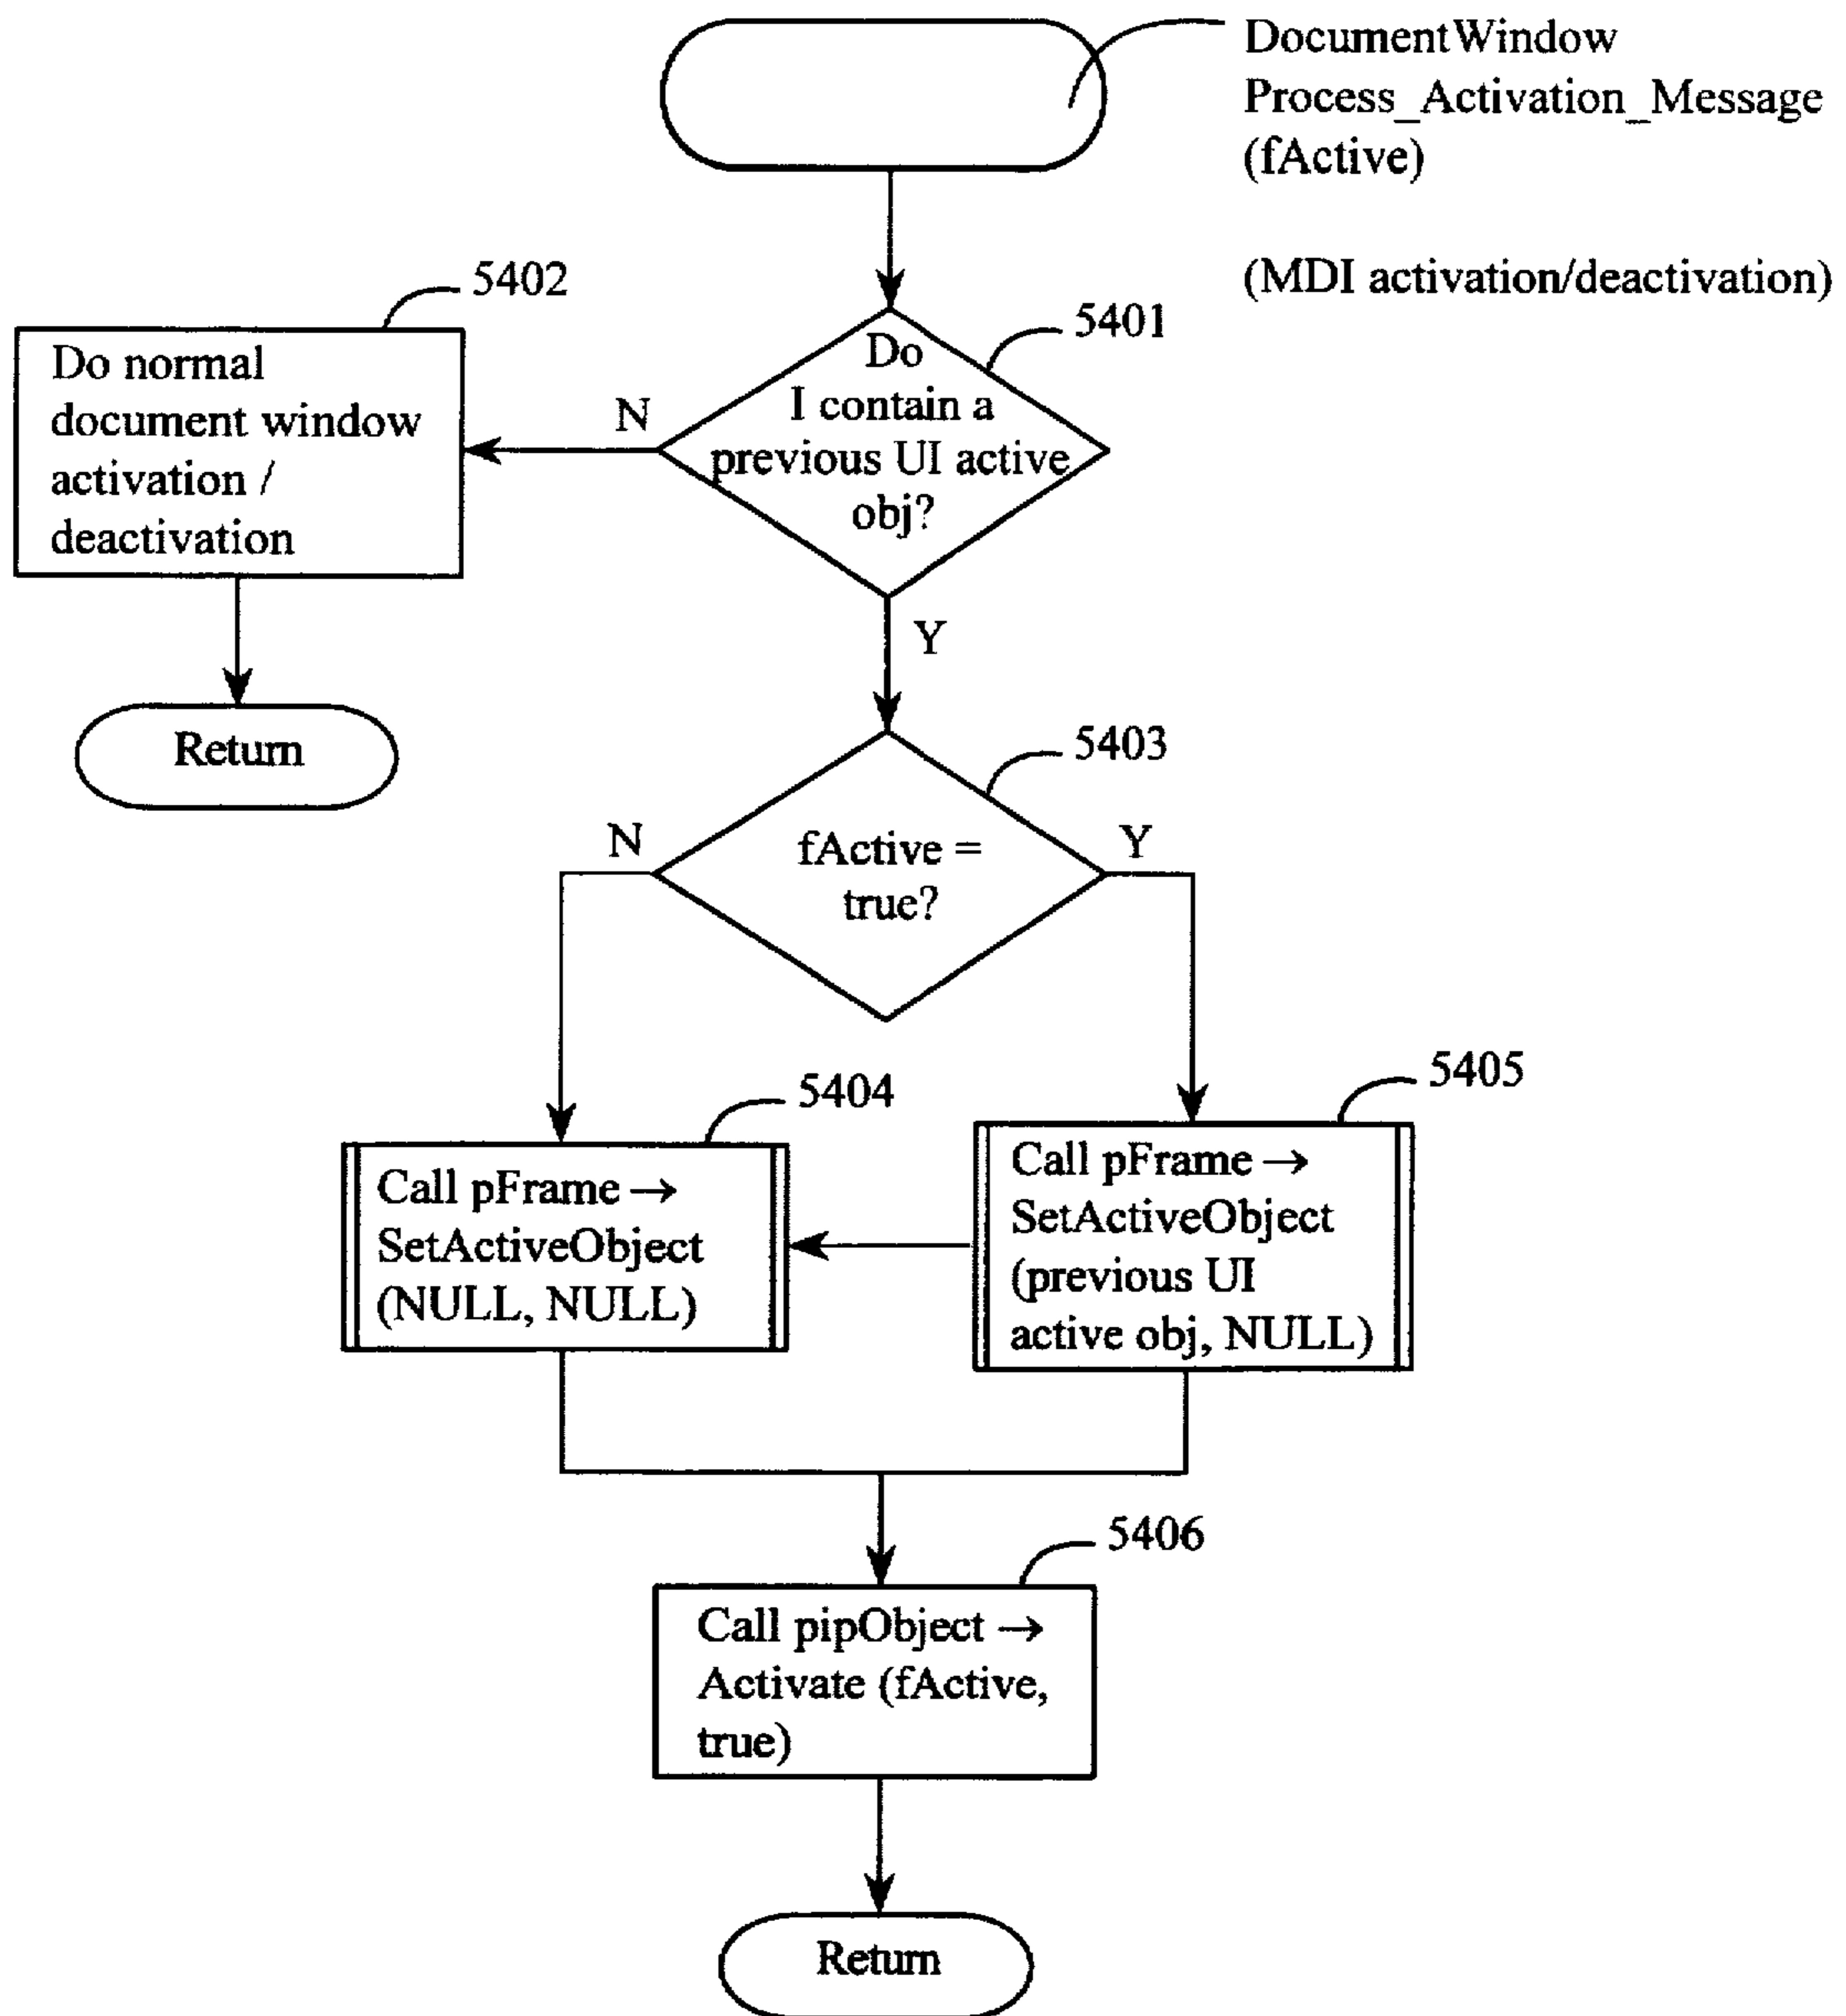 DocumentWindow
Process_Activation_Message
(fActive)
(MDI activation/deactivation)
5402
5401
Do normal
document window
activation /
deactivation
N
Do
I contain a
previous UI active
obj?
Y
Return
5403
N
fActive =
true?
Y
5404
5405
Call pFrame →
SetActiveObject
(NULL, NULL)
Call pFrame →
SetActiveObject
(previous UI
active obj, NULL)
5406
Call pipObject →
Activate (fActive,
true)
Return